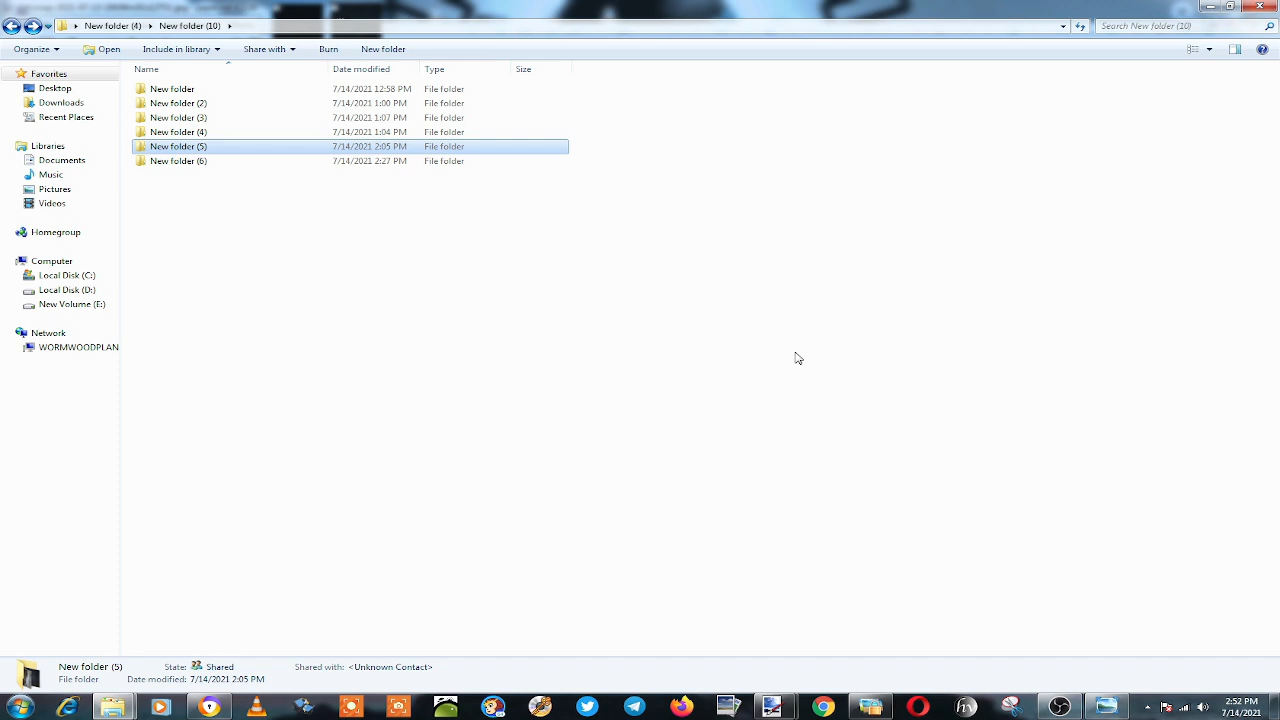 New folder (4) New folder (10) Search New folder (10)
Organize Open Include in library Share with Burn New folder
Name Date modified Type Size
Favorites
Desktop
Downloads
Recent Places
Libraries
Documents
Music
Pictures
Videos
Homegroup
Computer
Local Disk (C:)
Local Disk (D:)
New Volume (E:)
Network
WORMWOODPLAN
New folder 7/14/2021 12:58 PM File folder
New folder (2) 7/14/2021 1:00 PM File folder
New folder (3) 7/14/2021 1:07 PM File folder
New folder (4) 7/14/2021 1:04 PM File folder
New folder (5) 7/14/2021 2:05 PM File folder
New folder (6) 7/14/2021 2:27 PM File folder
New folder (5) State: Shared Shared with: <Unknown Contact>
File folder Date modified: 7/14/2021 2:05 PM
2:52 PM
7/14/2021